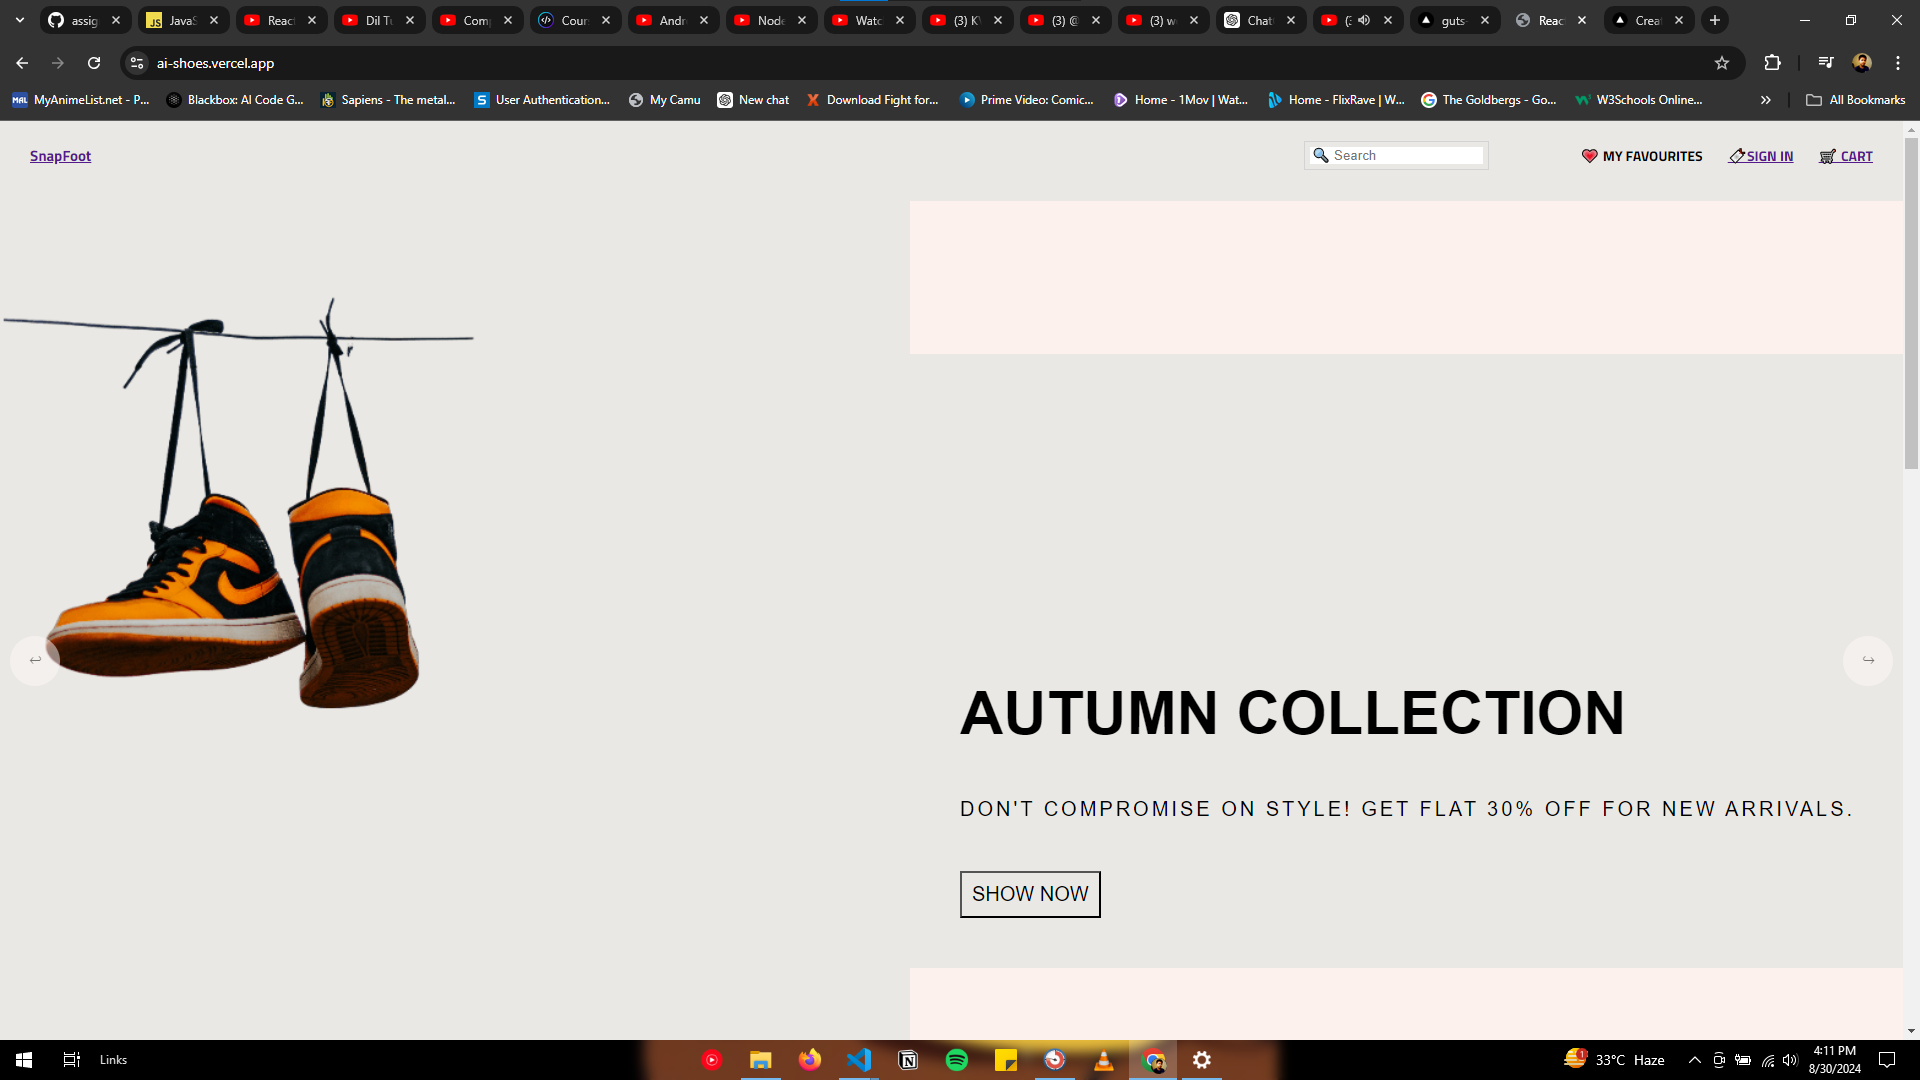 assig
JavaS
React
Dil Tu
Comp
Cours
Andr
Node
Watc
(3) K
(3) @
(3) w
Chat
(3
guts-
Reac
Crea
ai-shoes.vercel.app
MyAnimeList.net - P...
Blackbox: AI Code G...
Sapiens - The metal...
User Authentication...
My Camu
New chat
Download Fight for...
Prime Video: Comic...
Home - 1Mov | Wat...
Home - FlixRave | W...
The Goldbergs - Go...
W3Schools Online...
All Bookmarks
SnapFoot
Search
MY FAVOURITES
SIGN IN
CART
AUTUMN COLLECTION
DON'T COMPROMISE ON STYLE! GET FLAT 30% OFF FOR NEW ARRIVALS.
SHOW NOW
Links
33°C Haze
4:11 PM
8/30/2024